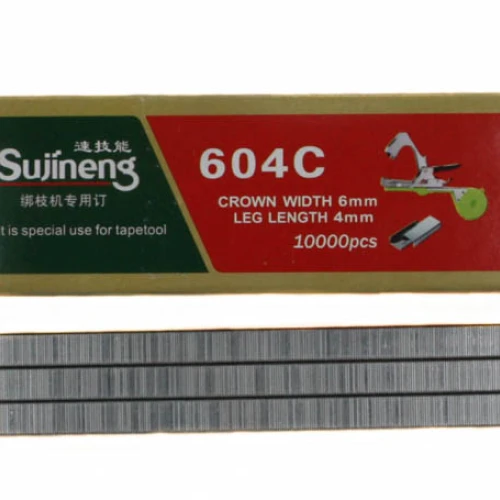 速技能
Sujineng
绑枝机专用订
t is special use for tapetool
604C
CROWN WIDTH 6mm
LEG LENGTH 4mm
10000pcs